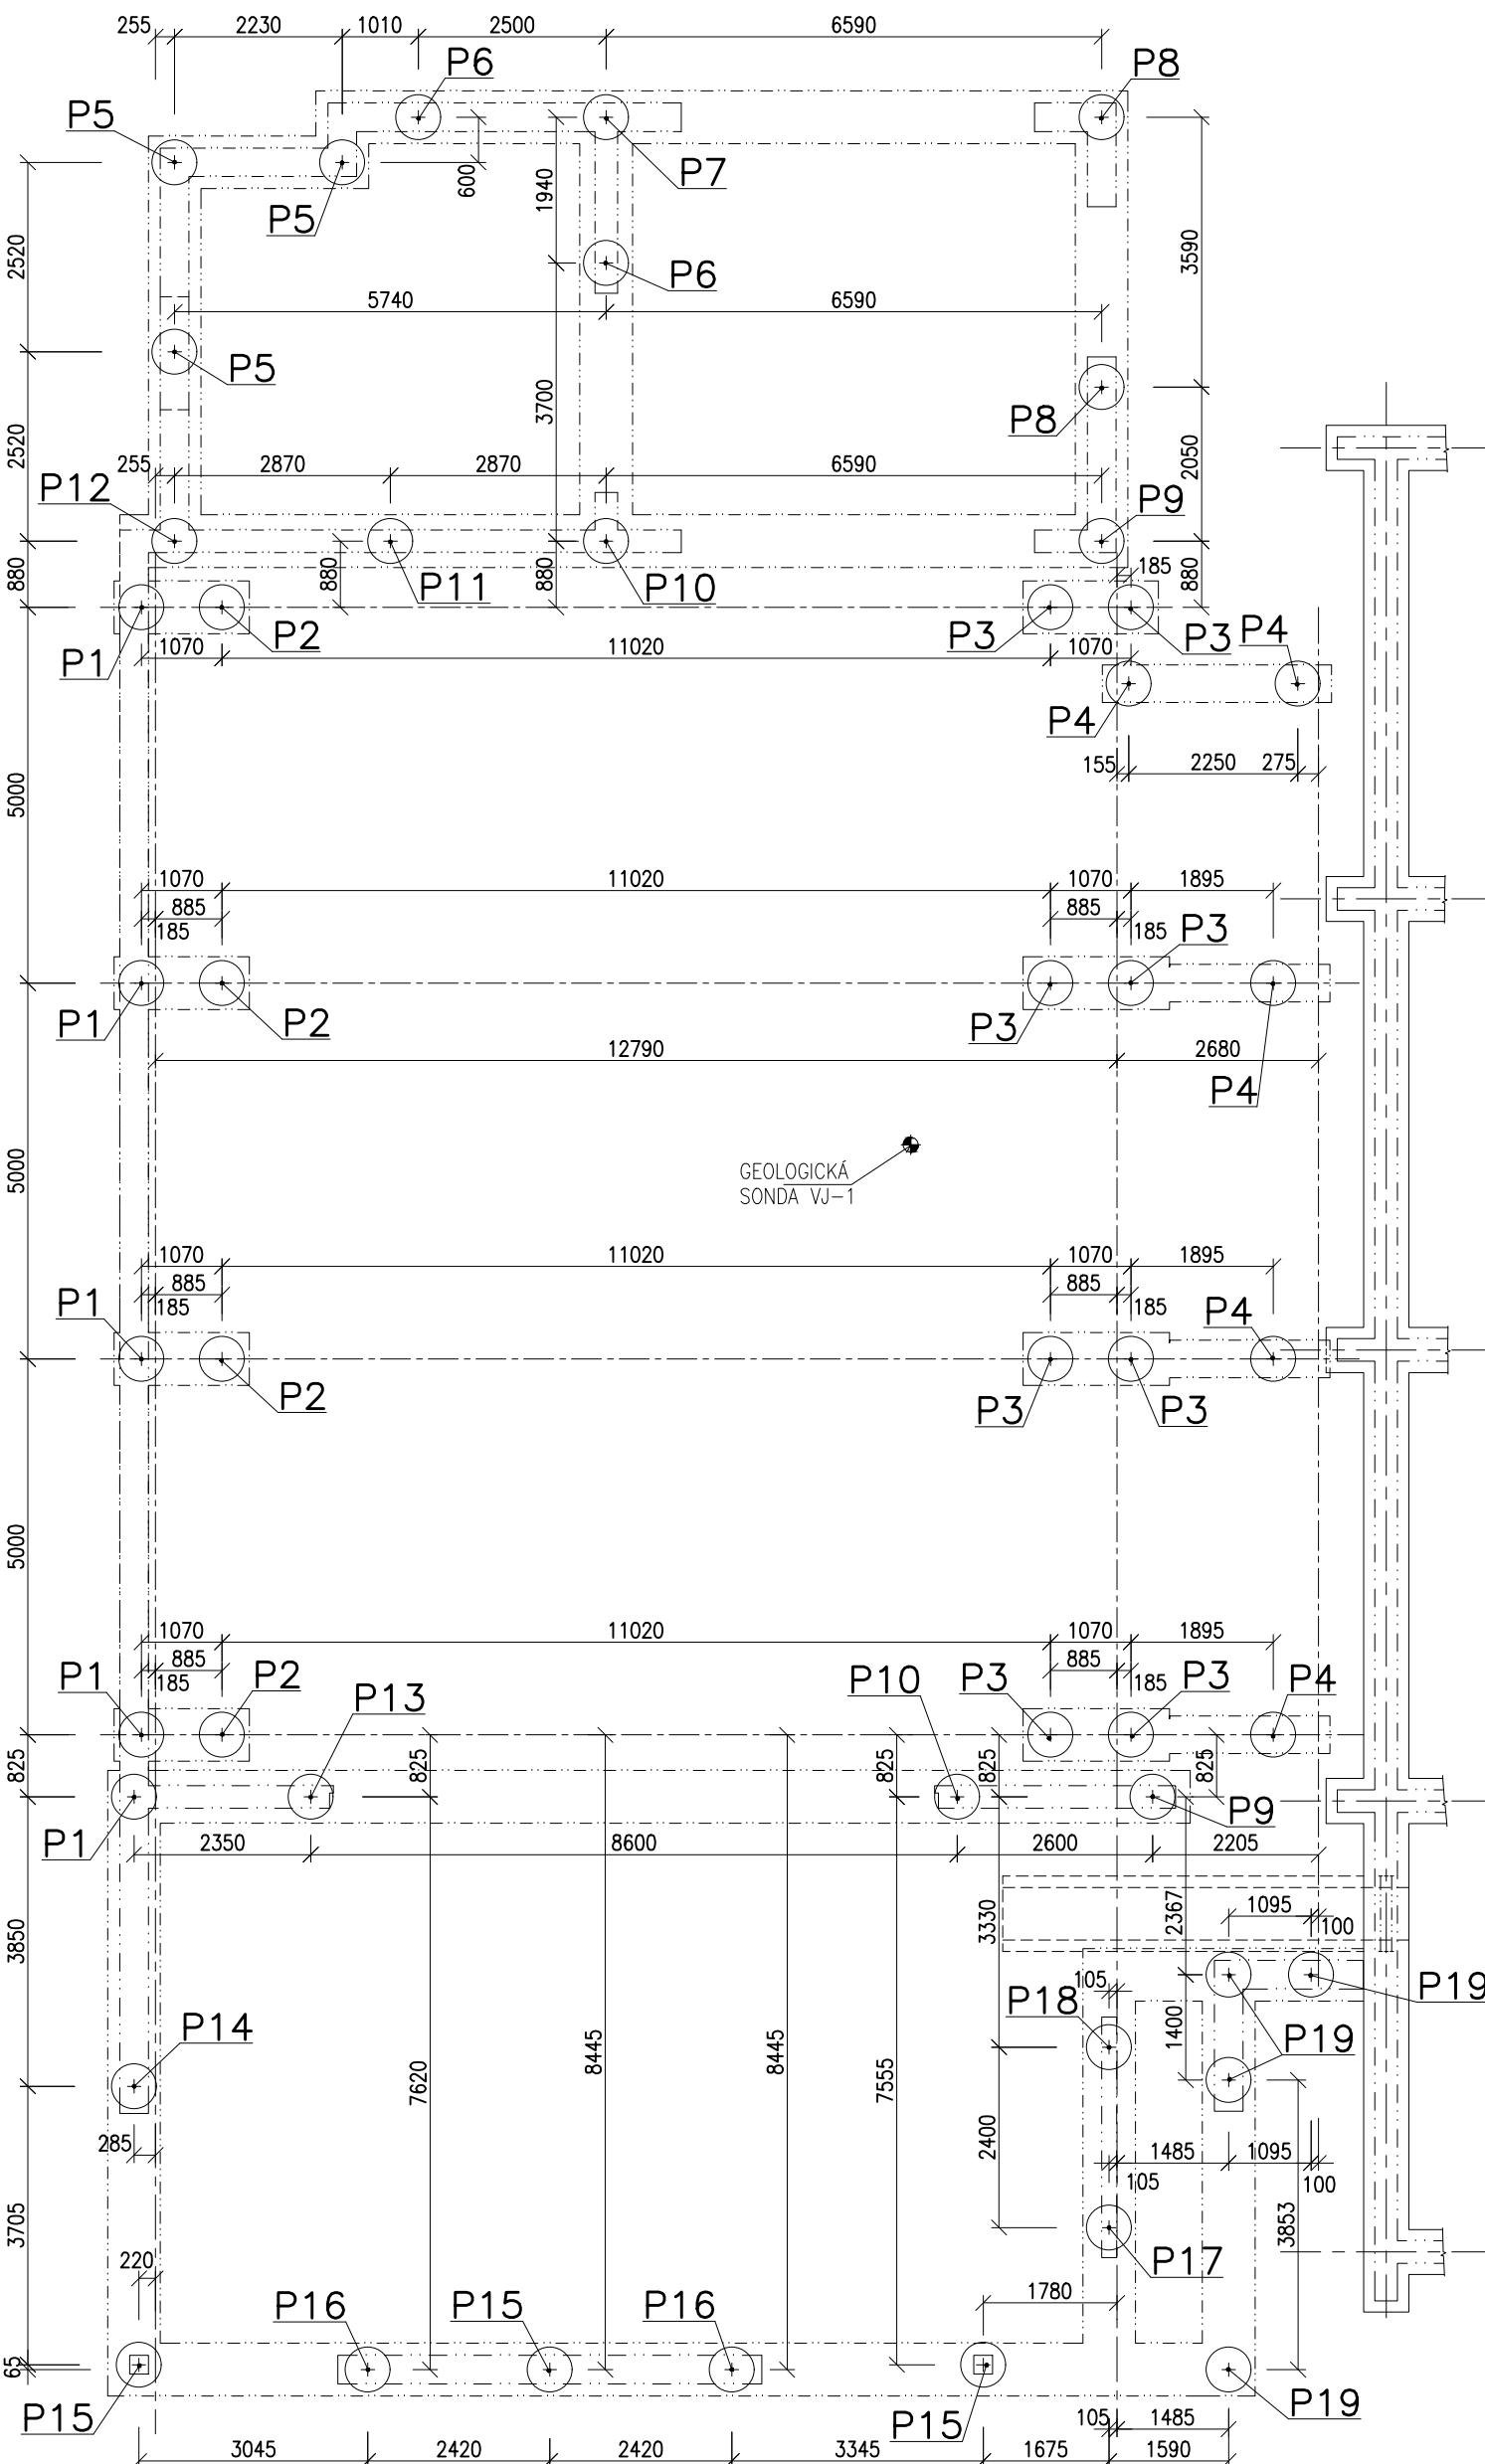 255 2230 1010 2500 6590
P6 P8
P5
P7
P5
600 1940
2520 3590
P6
5740 6590
P5
3700
P8
2520 2050
255 2870 2870 6590
P12 P9
880 880 880 185 880
P11 P10
P1 P2 P3 P3 P4
1070 11020 1070
P4
155 2250 275
5000
1070 11020 1070 1895
885 885
185 185
P3
P1 P2 P3
12790 2680
P4
GEOLOGICKÁ
SONDA VJ-1
5000
1070 11020 1070 1895
885 885
185 185
P1 P4
P2 P3 P3
5000
1070 11020 1070 1895
885 885
185 185
P1 P2 P13 P10 P3 P3 P4
825 825 825 825 825
P1 P9
2350 8600 2600 2205
3850 3330 2367 1095
100
105
P18 P19
P14 1400 P19
7620 8445 8445 7555
285 2400 1485 1095
105 100
3705 3853
220 P17
1780
P16 P15 P16
65
P15 P15 P19
105 1485
3045 2420 2420 3345 1675 1590